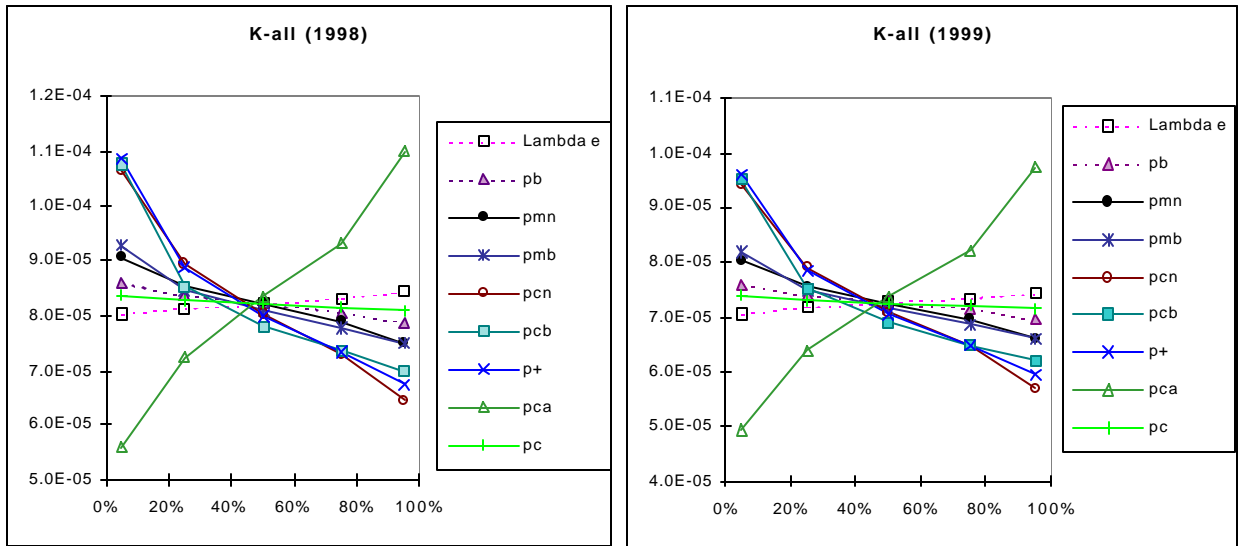 K-all (1998)
1.2E-04
1.1E-04
1.0E-04
9.0E-05
8.0E-05
7.0E-05
6.0E-05
5.0E-05
0% 20% 40% 60% 80% 100%
Lambda e
pb
pmn
pmb
pcn
pcb
p+
pca
pc
K-all (1999)
1.1E-04
1.0E-04
9.0E-05
8.0E-05
7.0E-05
6.0E-05
5.0E-05
4.0E-05
0% 20% 40% 60% 80% 100%
Lambda e
pb
pmn
pmb
pcn
pcb
p+
pca
pc